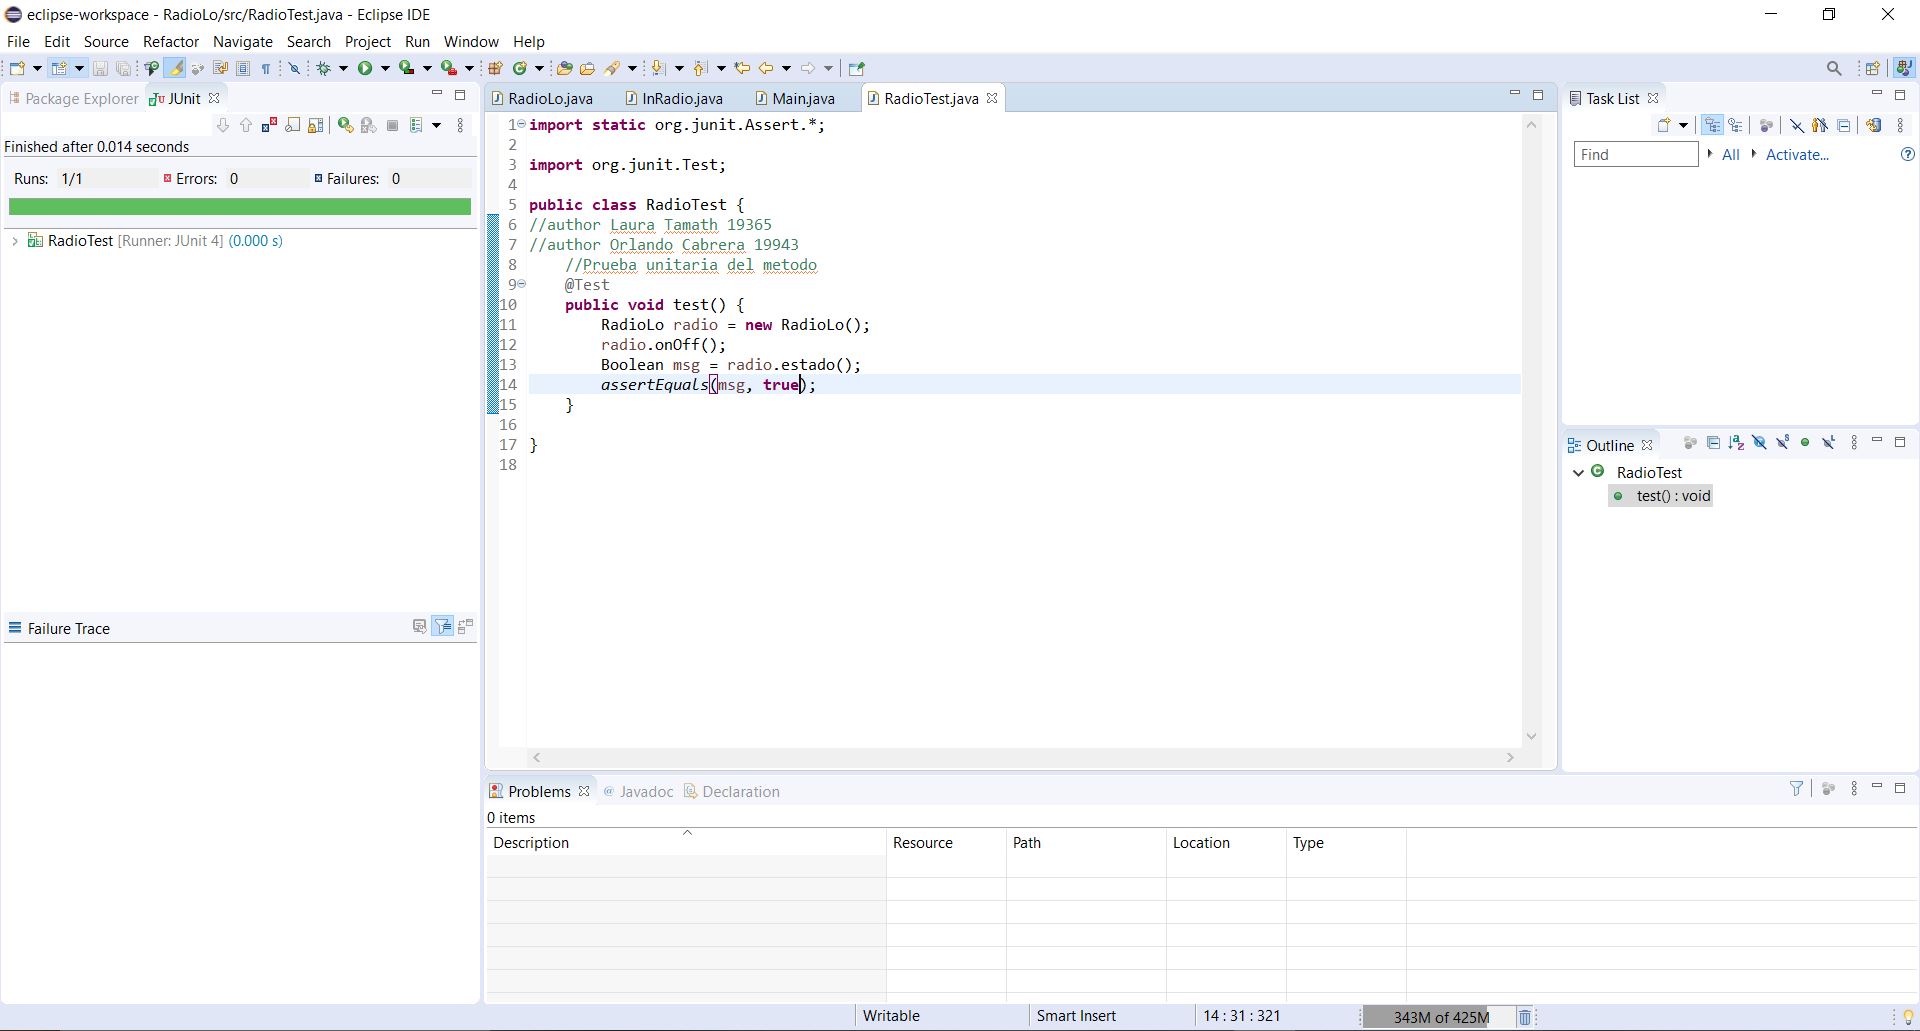 eclipse-workspace - RadioLo/src/RadioTest.java - Eclipse IDE
File Edit Source Refactor Navigate Search Project Run Window Help
Package Explorer JUnit
Finished after 0.014 seconds
Runs: 1/1 Errors: 0 Failures: 0
RadioTest [Runner: JUnit 4] (0.000 s)
Failure Trace
RadioLo.java InRadio.java Main.java RadioTest.java
1 import static org.junit.Assert.*;
2
3 import org.junit.Test;
4
5 public class RadioTest {
6 //author Laura Tamath 19365
7 //author Orlando Cabrera 19943
8 //Prueba unitaria del metodo
9 @Test
10 public void test() {
11 RadioLo radio = new RadioLo();
12 radio.onOff();
13 Boolean msg = radio.estado();
14 assertEquals(msg, true);
15 }
16
17 }
18
Task List
Find All Activate...
Outline
RadioTest
test() : void
Problems @ Javadoc Declaration
0 items
Description Resource Path Location Type
Writable Smart Insert 14 : 31 : 321 343M of 425M